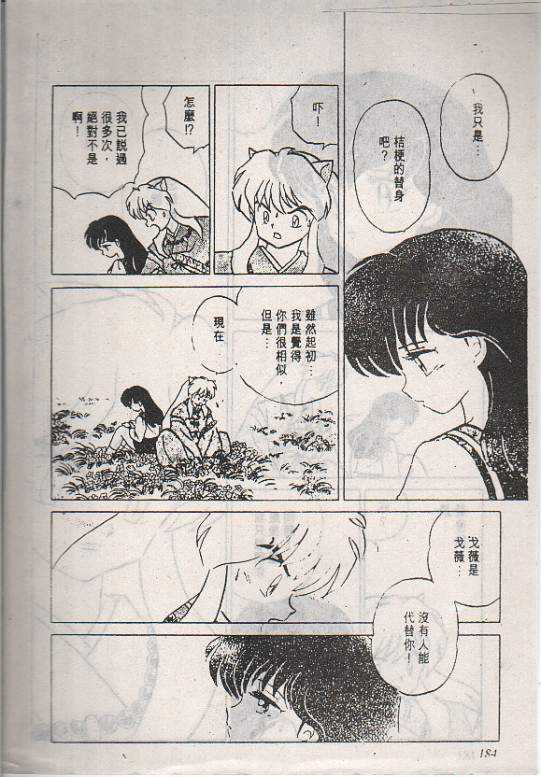 我只是…
桔梗的替身
吧？
吓！
怎麼!?
我已說過
很多次，
絕對不是
啊！
雖然起初…
我是覺得
你們很相似，
但是…
現在…
戈薇是
戈薇…
沒有人能
代替你！
184